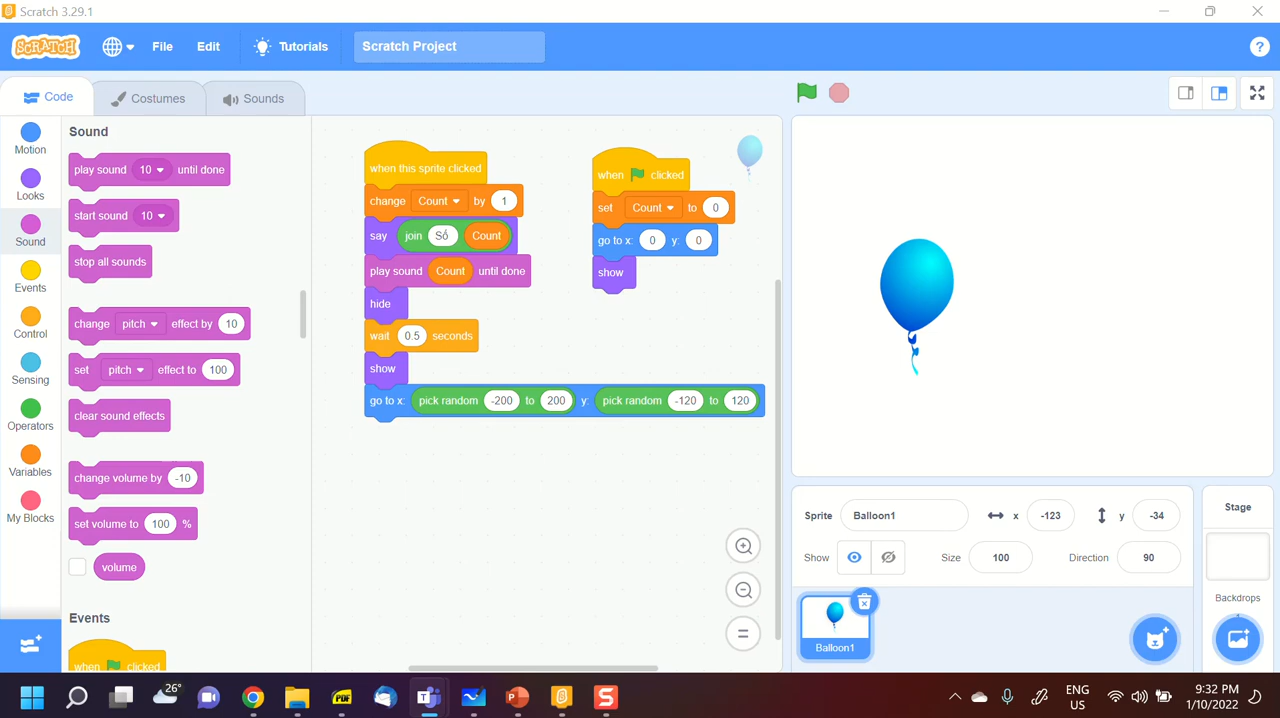 Scratch 3.29.1
SCRATCH File Edit Tutorials Scratch Project ?
Code Costumes Sounds
Motion
Looks
Sound
Events
Control
Sensing
Operators
Variables
My Blocks
Sound
play sound 10 until done
start sound 10
stop all sounds
change pitch effect by 10
set pitch effect to 100
clear sound effects
change volume by -10
set volume to 100 %
volume
Events
when clicked
when this sprite clicked
change Count by 1
say join Số Count
play sound Count until done
hide
wait 0.5 seconds
show
go to x: pick random -200 to 200 y: pick random -120 to 120
when clicked
set Count to 0
go to x: 0 y: 0
show
Sprite Balloon1 x -123 y -34
Show Size 100 Direction 90
Balloon1
Stage
Backdrops
26°
PDF
S
ENG
US
9:32 PM
1/10/2022